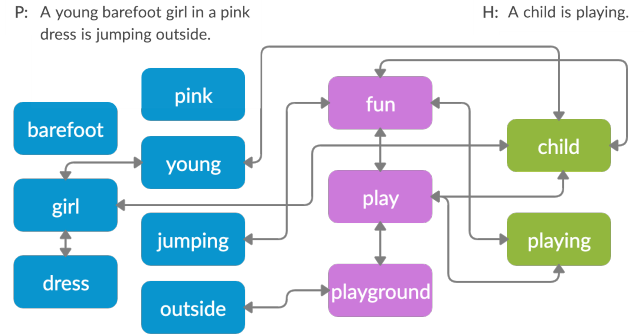 P: A young barefoot girl in a pink
dress is jumping outside.
H: A child is playing.
pink
fun
barefoot
young
child
girl
play
jumping
playing
dress
outside
playground